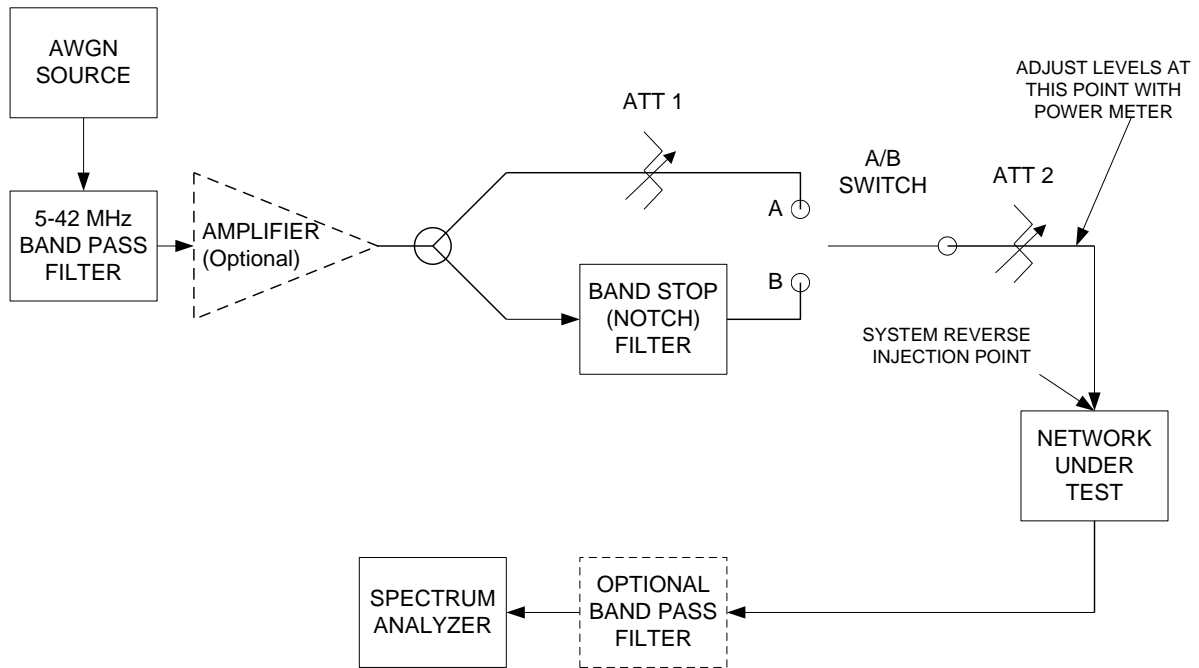 AWGN
SOURCE
5-42 MHz
BAND PASS
FILTER
AMPLIFIER
(Optional)
ATT 1
A
B
BAND STOP
(NOTCH)
FILTER
A/B
SWITCH
ATT 2
ADJUST LEVELS AT
THIS POINT WITH
POWER METER
SYSTEM REVERSE
INJECTION POINT
NETWORK
UNDER
TEST
OPTIONAL
BAND PASS
FILTER
SPECTRUM
ANALYZER